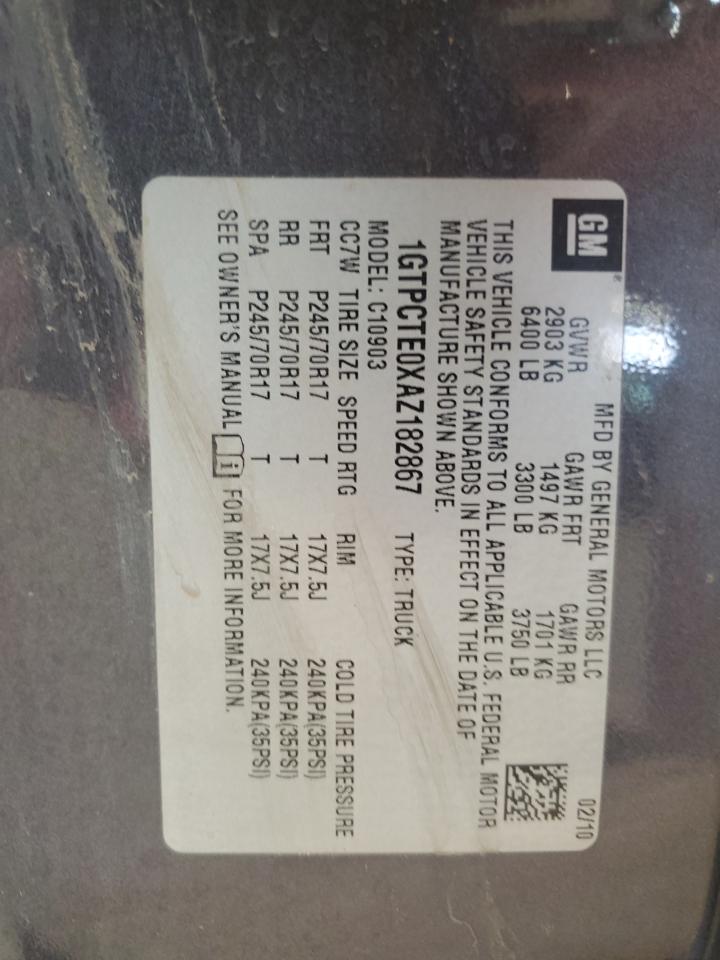 GM
MFD BY GENERAL MOTORS LLC 02/10
GVWR GAWR FRT GAWR RR
2903 KG 1497 KG 1701 KG
6400 LB 3300 LB 3750 LB
THIS VEHICLE CONFORMS TO ALL APPLICABLE U.S. FEDERAL MOTOR
VEHICLE SAFETY STANDARDS IN EFFECT ON THE DATE OF
MANUFACTURE SHOWN ABOVE.
1GTPCTE0XAZ182867 TYPE: TRUCK
MODEL: C10903
CC7W TIRE SIZE SPEED RTG RIM COLD TIRE PRESSURE
FRT P245/70R17 T 17X7.5J 240KPA(35PSI)
RR P245/70R17 T 17X7.5J 240KPA(35PSI)
SPA P245/70R17 T 17X7.5J 240KPA(35PSI)
SEE OWNER'S MANUAL i FOR MORE INFORMATION.